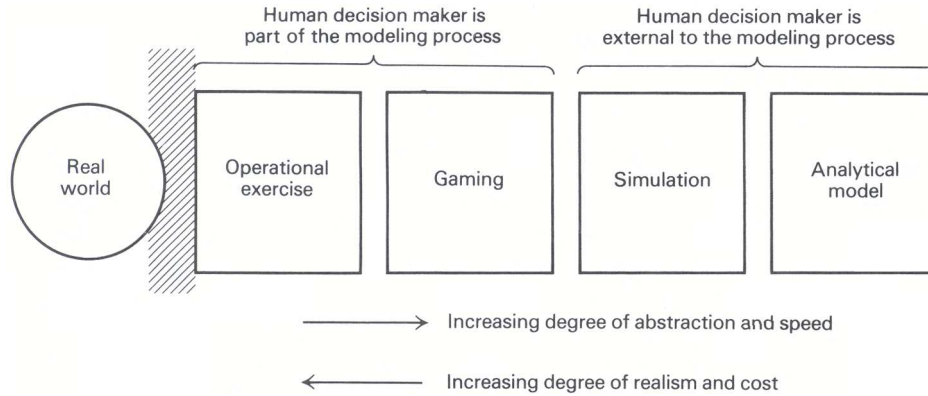 Human decision maker is
part of the modeling process
Human decision maker is
external to the modeling process
Real
world
Operational
exercise
Gaming
Simulation
Analytical
model
Increasing degree of abstraction and speed
Increasing degree of realism and cost